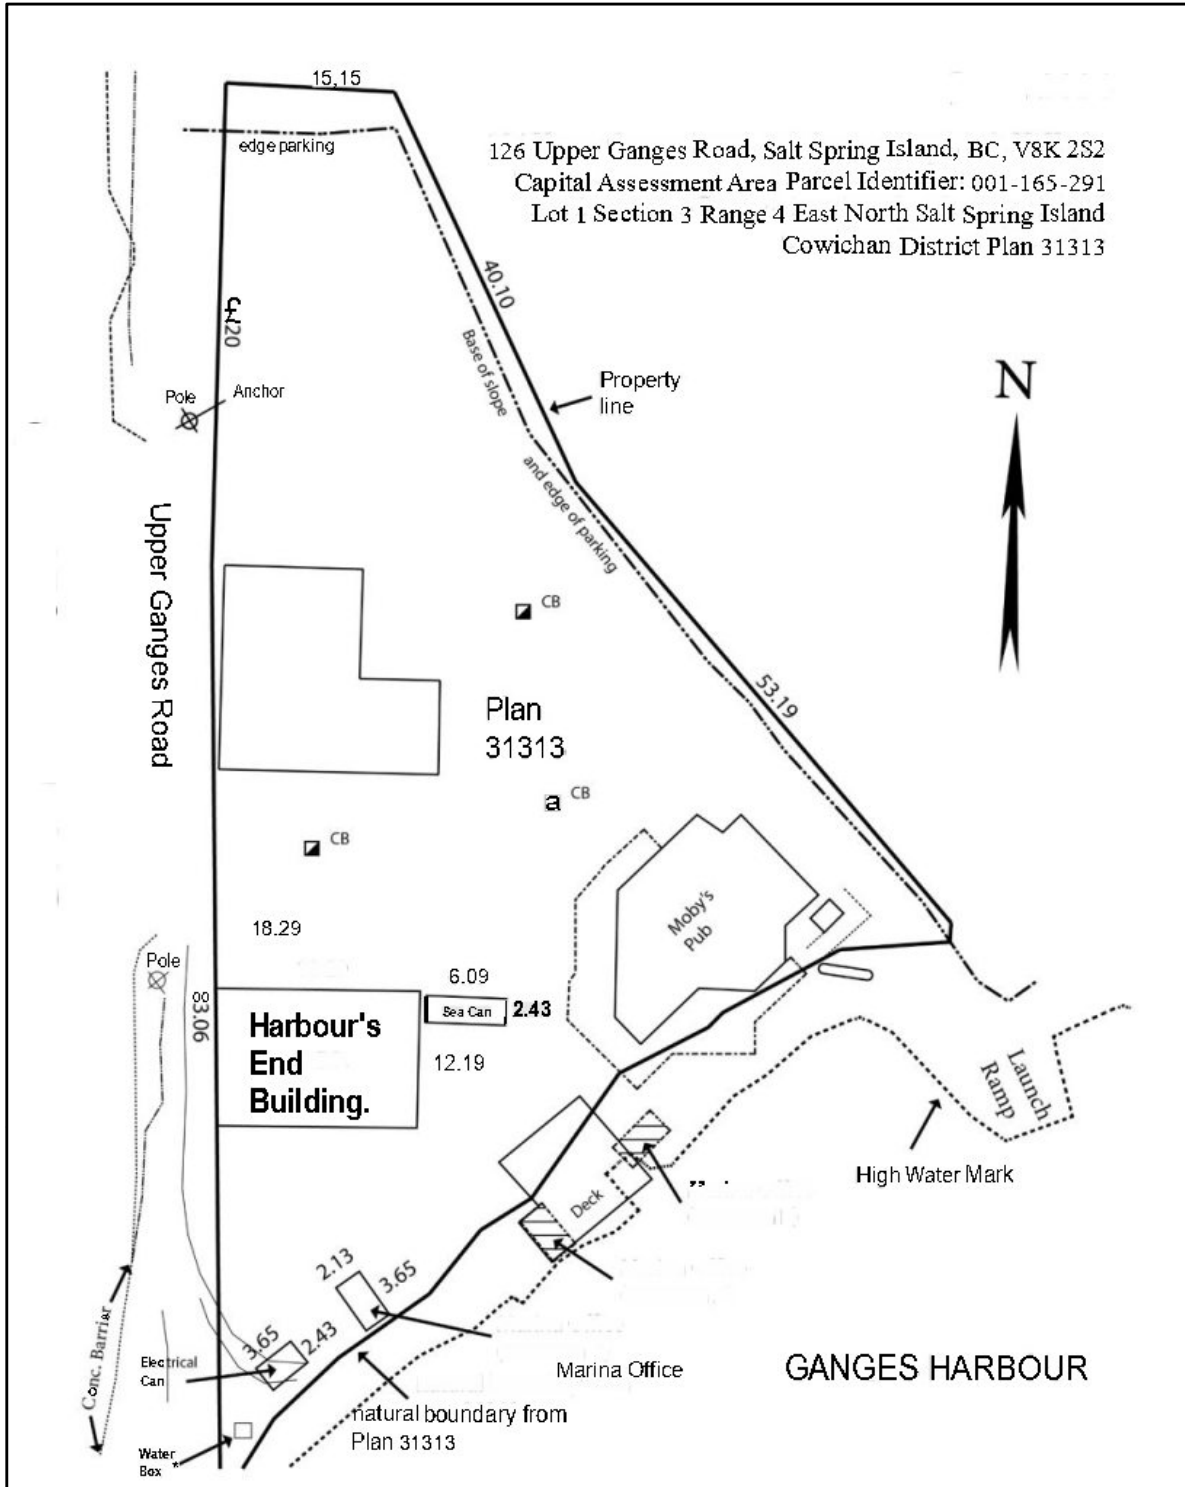 15,15
edge parking
126 Upper Ganges Road, Salt Spring Island, BC, V8K 2S2
Capital Assessment Area Parcel Identifier: 001-165-291
Lot 1 Section 3 Range 4 East North Salt Spring Island
Cowichan District Plan 31313
40.10
20
Base of slope
and edge of parking
Property
line
N
Pole
Anchor
Upper Ganges Road
CB
Plan
31313
53.19
a CB
CB
Moby's
Pub
18.29
Pole
83.06
6.09
Sea Can
2.43
Harbour's
End
Building.
12.19
Launch
Ramp
High Water Mark
Deck
2.13
3.65
3.65
2.43
Conc. Barrier
Electrical
Can
Marina Office
GANGES HARBOUR
natural boundary from
Plan 31313
Water
Box *